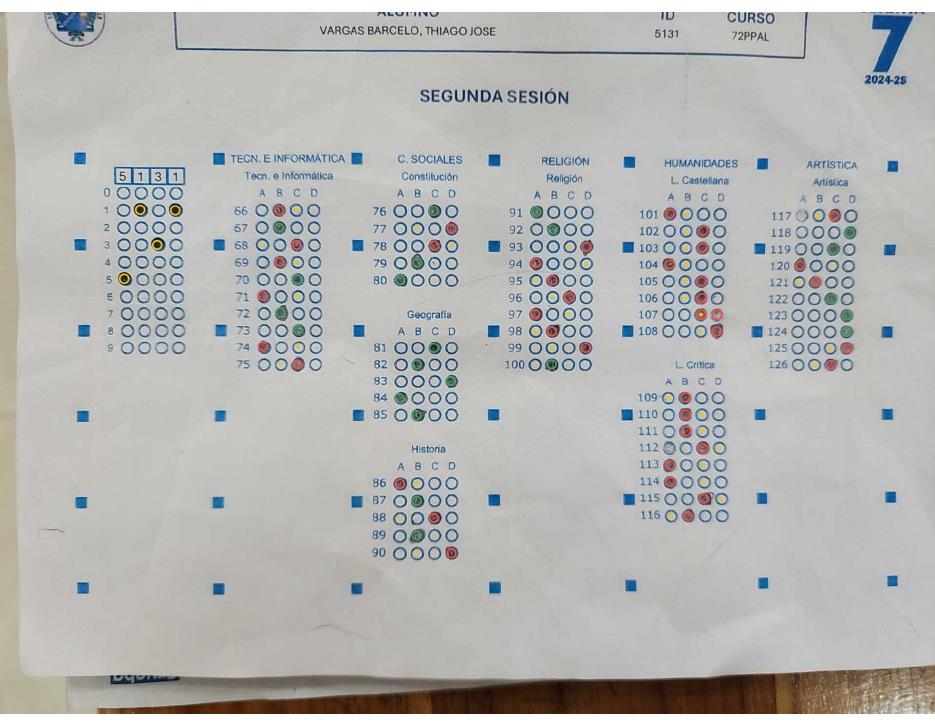 ALUMNO
ID
CURSO
VARGAS BARCELO, THIAGO JOSE
5131
72PPAL
7
2024-25
SEGUNDA SESIÓN
5 1 3 1
0
1
2
3
4
5
6
7
8
9
TECN. E INFORMÁTICA
Tecn. e Informática
A B C D
66
67
68
69
70
71
72
73
74
75
C. SOCIALES
Constitución
A B C D
76
77
78
79
80
Geografía
A B C D
81
82
83
84
85
Historia
A B C D
86
87
88
89
90
RELIGIÓN
Religión
A B C D
91
92
93
94
95
96
97
98
99
100
HUMANIDADES
L. Castellana
A B C D
101
102
103
104
105
106
107
108
L. Crítica
A B C D
109
110
111
112
113
114
115
116
ARTÍSTICA
Artística
A B C D
117
118
119
120
121
122
123
124
125
126